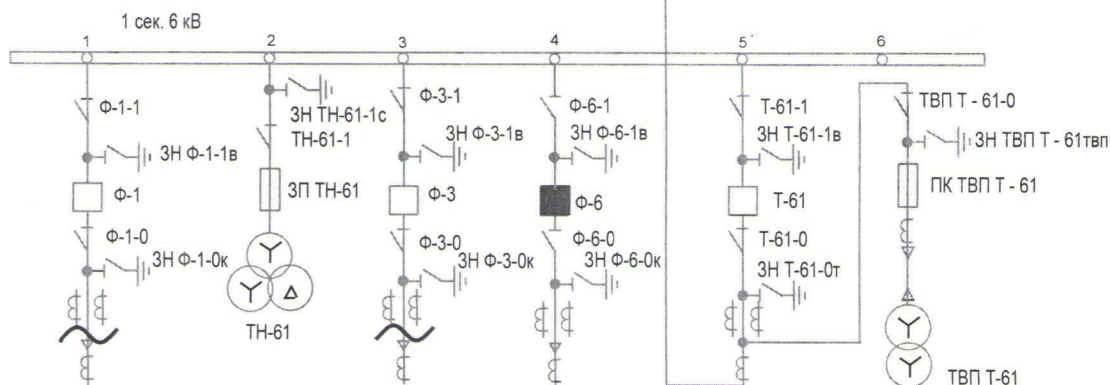 1 сек. 6 кВ
1
2
3
4
5
6
Ф-1-1
ЗН Ф-1-1в
Ф-1
Ф-1-0
ЗН Ф-1-0к
ЗН ТН-61-1с
ТН-61-1
ЗП ТН-61
ТН-61
Ф-3-1
ЗН Ф-3-1в
Ф-3
Ф-3-0
ЗН Ф-3-0к
Ф-6-1
ЗН Ф-6-1в
Ф-6
Ф-6-0
ЗН Ф-6-0к
Т-61-1
ЗН Т-61-1в
Т-61
Т-61-0
ЗН Т-61-0т
ТВП Т - 61-0
ЗН ТВП Т - 61твп
ПК ТВП Т - 61
ТВП Т-61